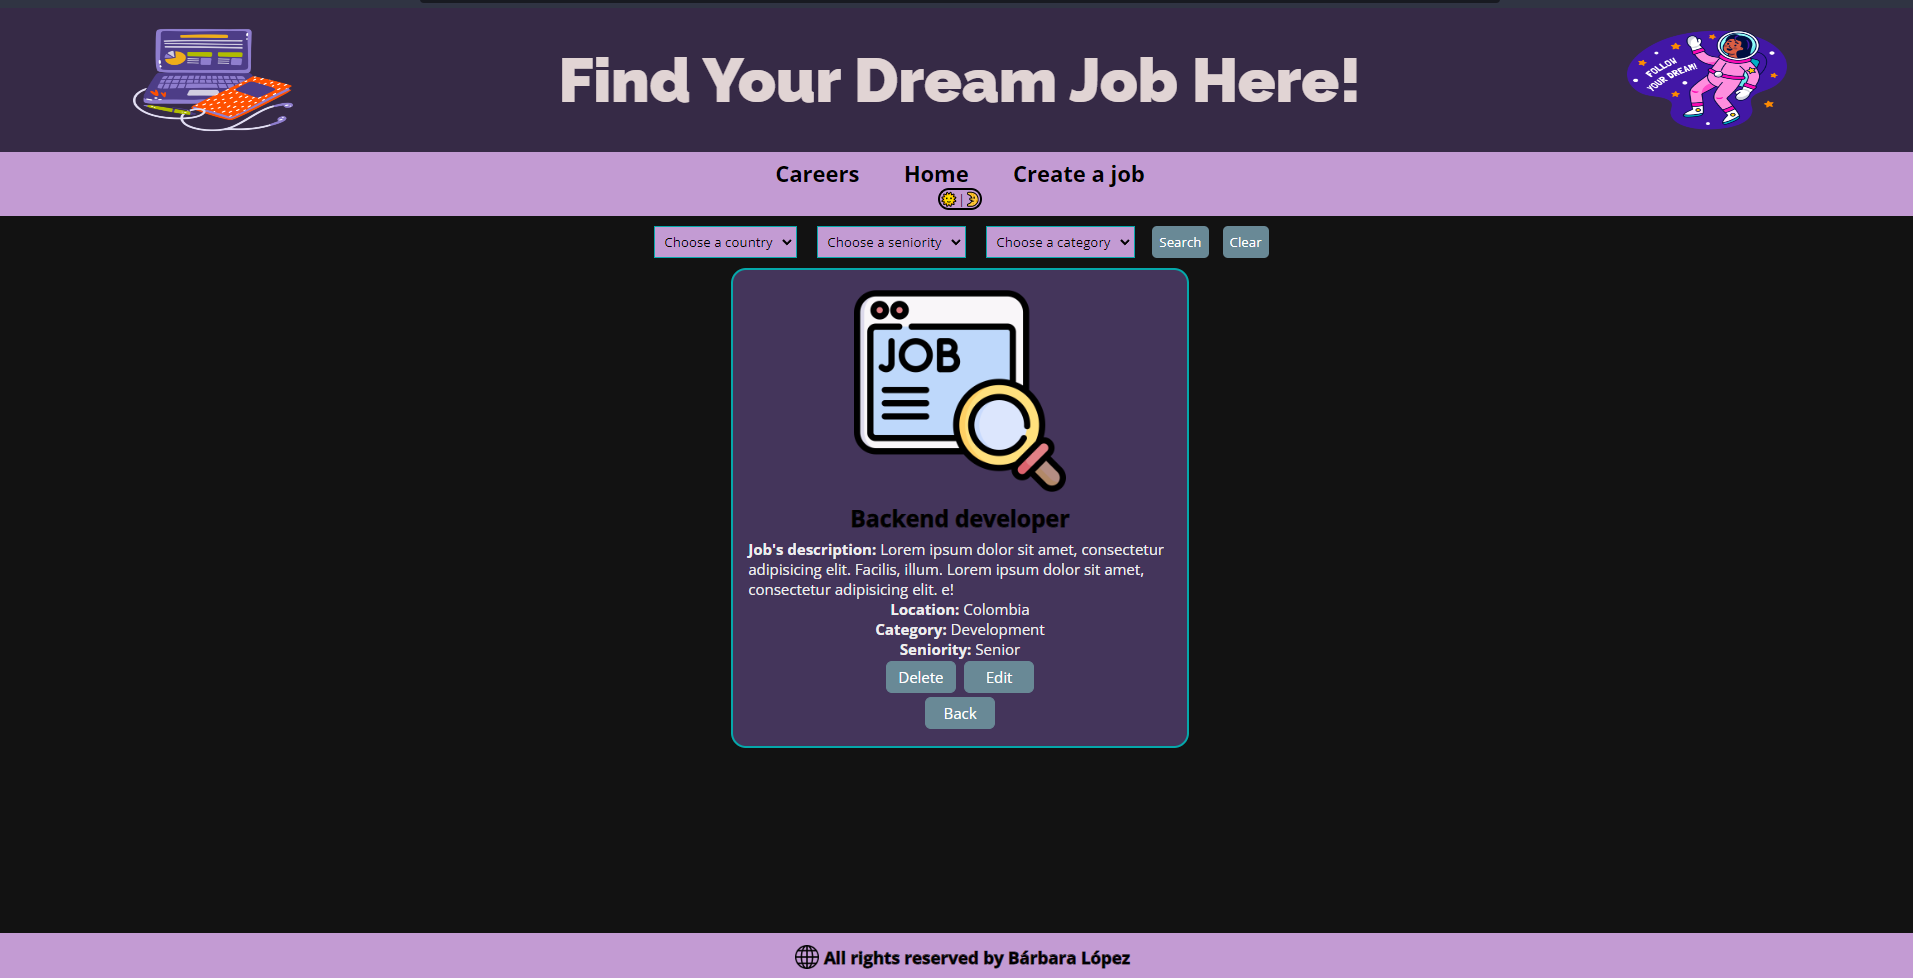 Find Your Dream Job Here!
FOLLOW
YOUR DREAM!
Careers Home Create a job
Choose a country Choose a seniority Choose a category Search Clear
JOB
Backend developer
Job's description: Lorem ipsum dolor sit amet, consectetur
adipisicing elit. Facilis, illum. Lorem ipsum dolor sit amet,
consectetur adipisicing elit. e!
Location: Colombia
Category: Development
Seniority: Senior
Delete Edit
Back
All rights reserved by Bárbara López